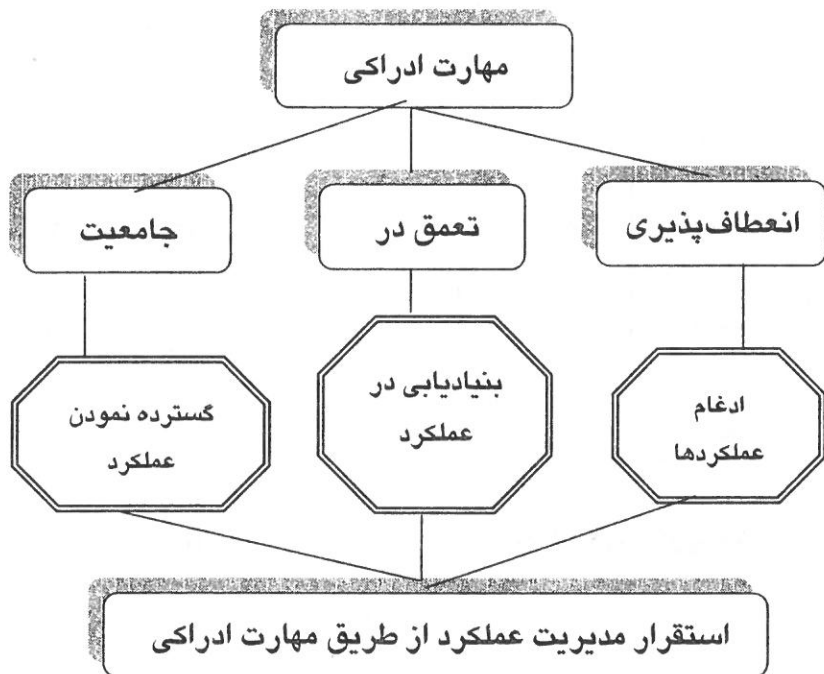 مهارت ادراکی
انعطاف‌پذیری
تعمق در
جامعیت
ادغام
عملکردها
بنیادیابی در
عملکرد
گسترده نمودن
عملکرد
استقرار مدیریت عملکرد از طریق مهارت ادراکی